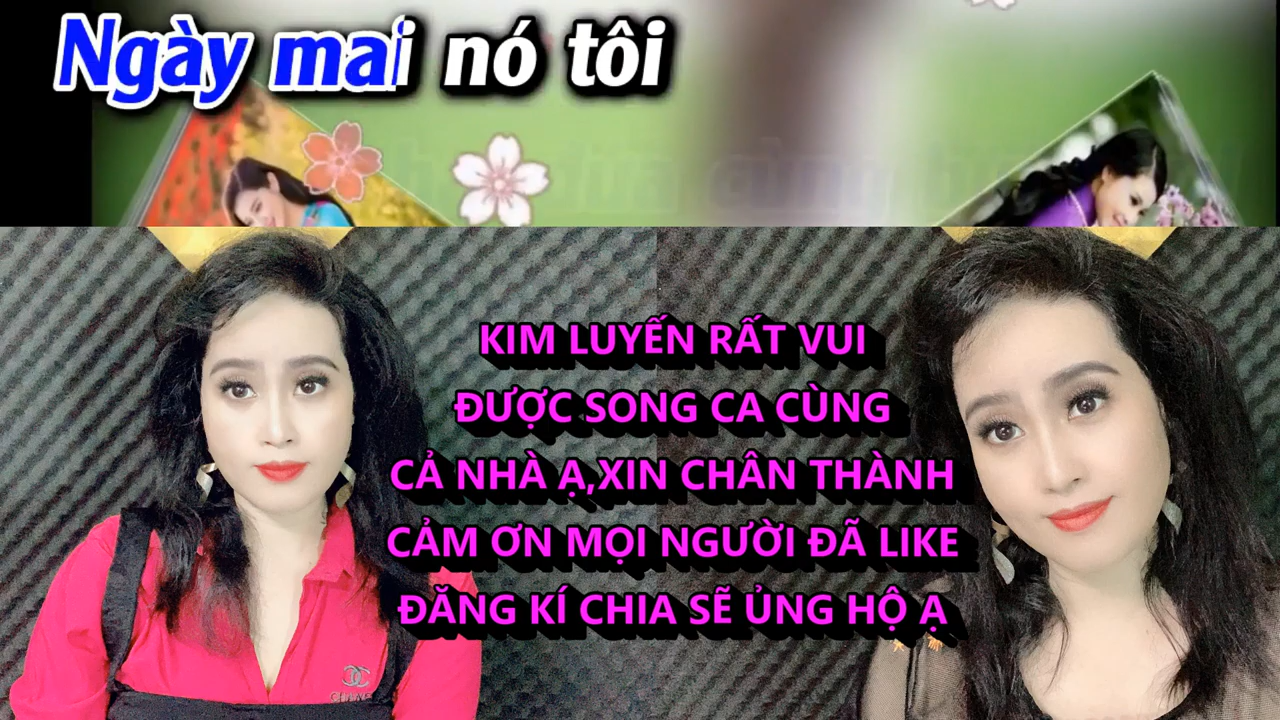 Ngày mai nó tôi
KIM LUYẾN RẤT VUI
ĐƯỢC SONG CA CÙNG
CẢ NHÀ Ạ,XIN CHÂN THÀNH
CẢM ƠN MỌI NGƯỜI ĐÃ LIKE
ĐĂNG KÍ CHIA SẼ ỦNG HỘ Ạ